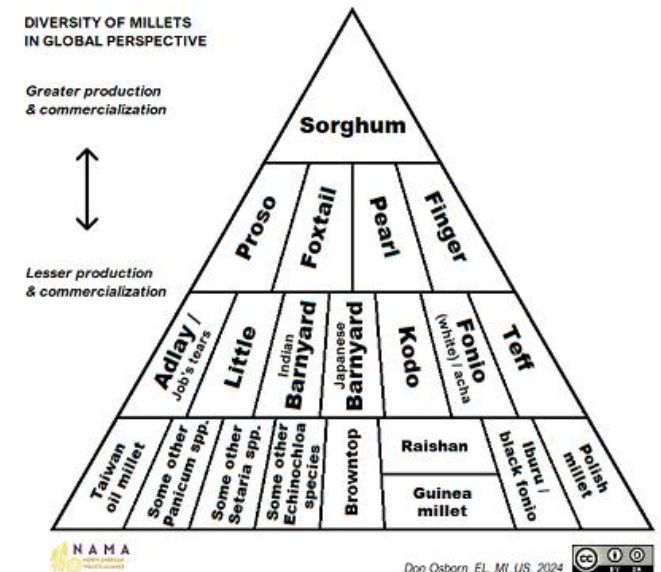 DIVERSITY OF MILLETS
IN GLOBAL PERSPECTIVE
Greater production
& commercialization
Lesser production
& commercialization
Sorghum
Proso
Foxtail
Pearl
Finger
Adlay /
Job's tears
Little
Indian
Barnyard
Japanese
Barnyard
Kodo
Fonio
(white) / acha
Teff
Taiwan
oil millet
Some other
Panicum spp.
Some other
Setaria spp.
Some other
Echinochloa
species
Browntop
Raishan
Guinea
millet
Iburu /
black fonio
Polish
millet
NAMA
Don Osborn, EL, MI, US, 2024
cc